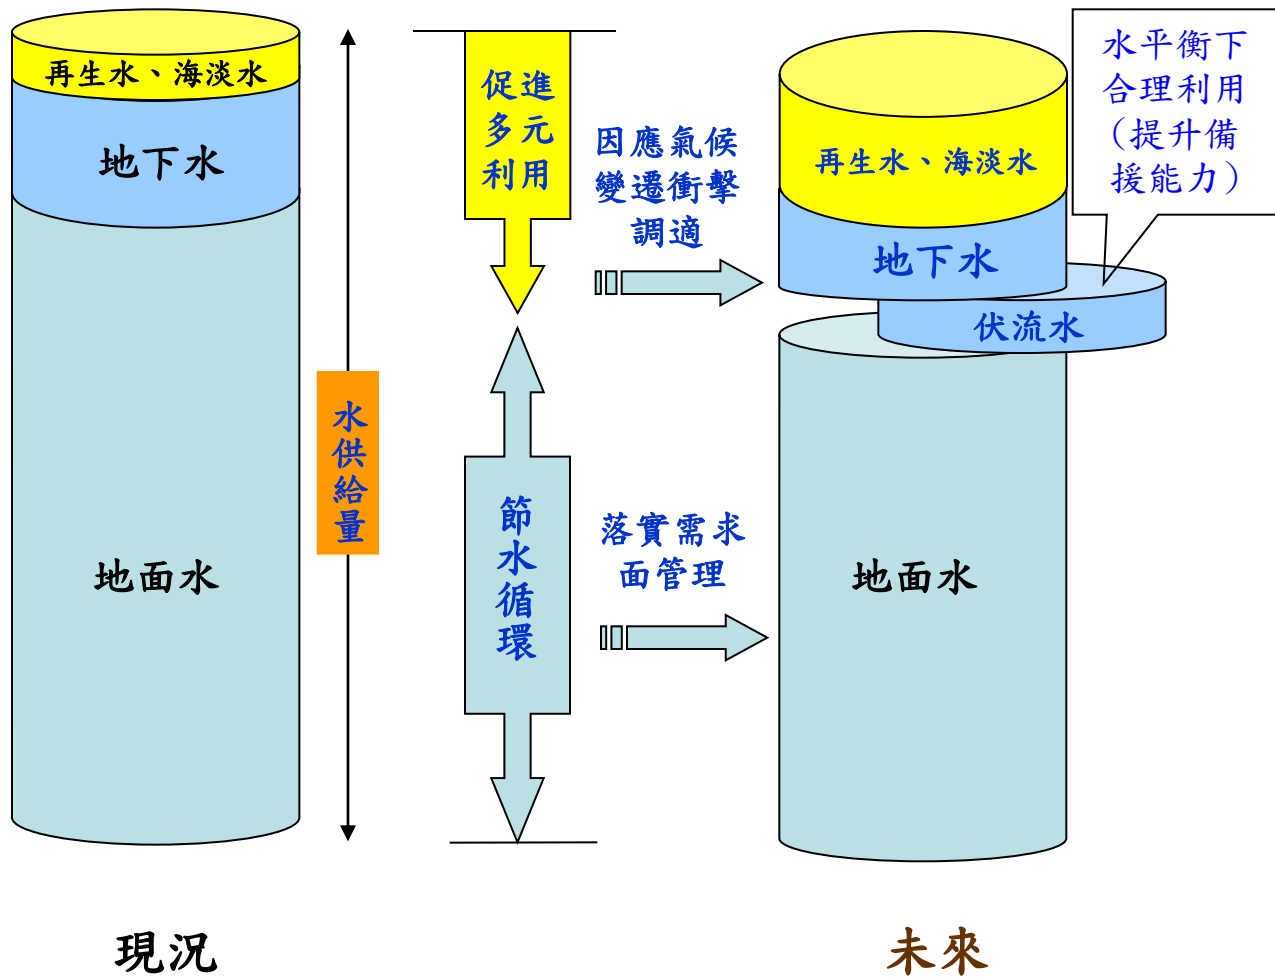 再生水、海淡水
地下水
地面水
水
供
給
量
促進
多元
利用
節
水
循
環
因應氣候
變遷衝擊
調適
落實需求
面管理
再生水、海淡水
地下水
伏流水
地面水
水平衡下
合理利用
（提升備
援能力）
現況
未來